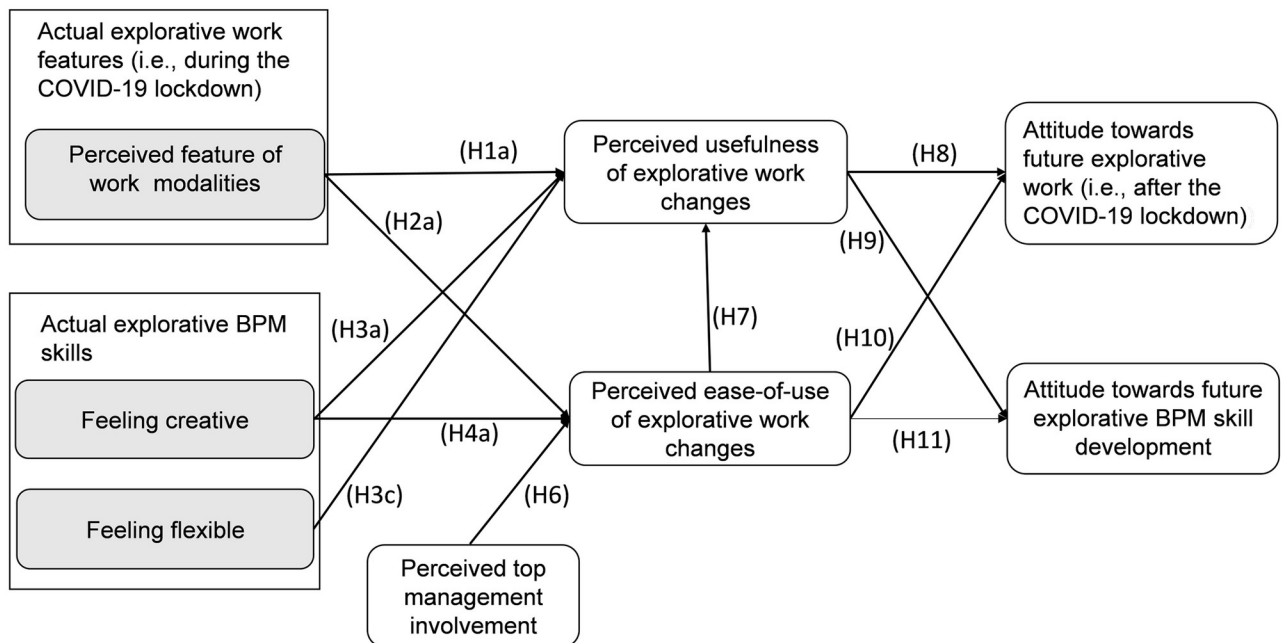 Actual explorative work
features (i.e., during the
COVID-19 lockdown)
Perceived feature of
work modalities
Actual explorative BPM
skills
Feeling creative
Feeling flexible
Perceived top
management
involvement
(H1a)
(H2a)
(H3a)
(H4a)
(H3c)
(H6)
Perceived usefulness
of explorative work
changes
(H7)
Perceived ease-of-use
of explorative work
changes
(H8)
(H9)
(H10)
(H11)
Attitude towards
future explorative
work (i.e., after the
COVID-19 lockdown)
Attitude towards future
explorative BPM skill
development